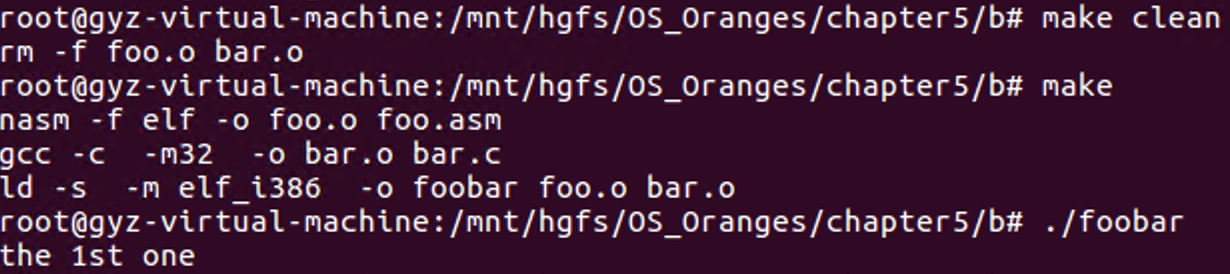 root@gyz-virtual-machine:/mnt/hgfs/OS_Oranges/chapter5/b# make clean
rm -f foo.o bar.o
root@gyz-virtual-machine:/mnt/hgfs/OS_Oranges/chapter5/b# make
nasm -f elf -o foo.o foo.asm
gcc -c  -m32  -o bar.o bar.c
ld -s  -m elf_i386  -o foobar foo.o bar.o
root@gyz-virtual-machine:/mnt/hgfs/OS_Oranges/chapter5/b# ./foobar
the 1st one